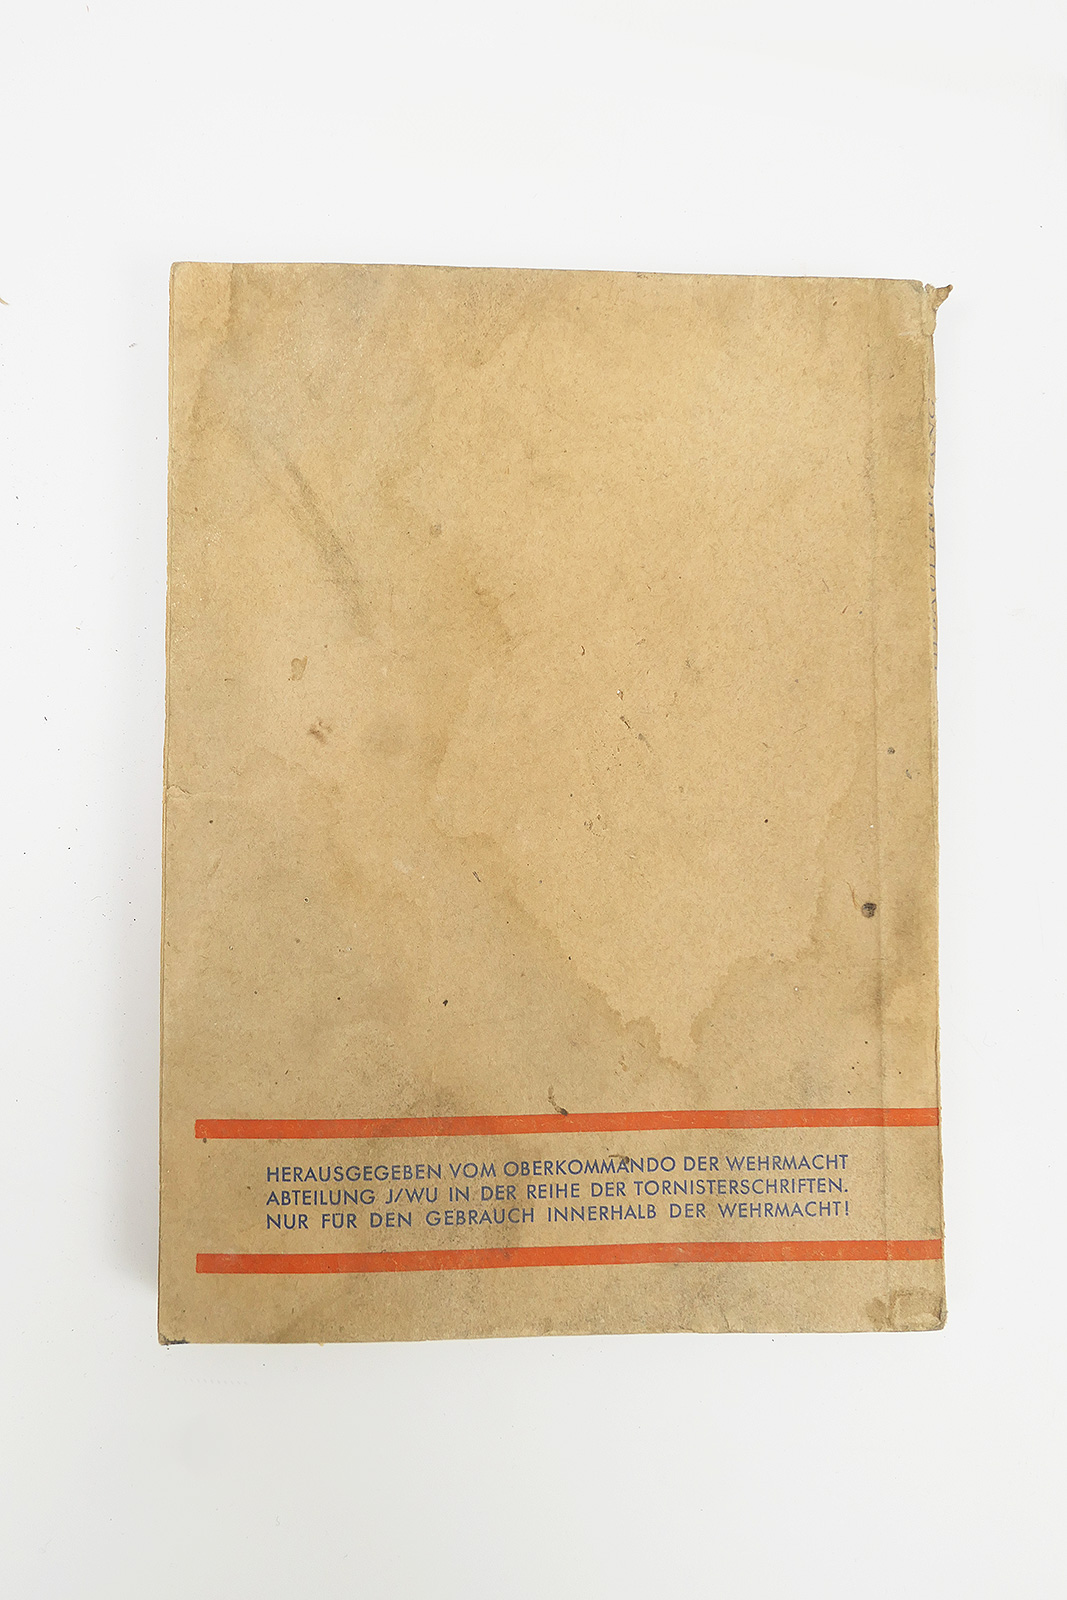 HERAUSGEGEBEN VOM OBERKOMMANDO DER WEHRMACHT
ABTEILUNG J/WU IN DER REIHE DER TORNISTERSCHRIFTEN.
NUR FÜR DEN GEBRAUCH INNERHALB DER WEHRMACHT!